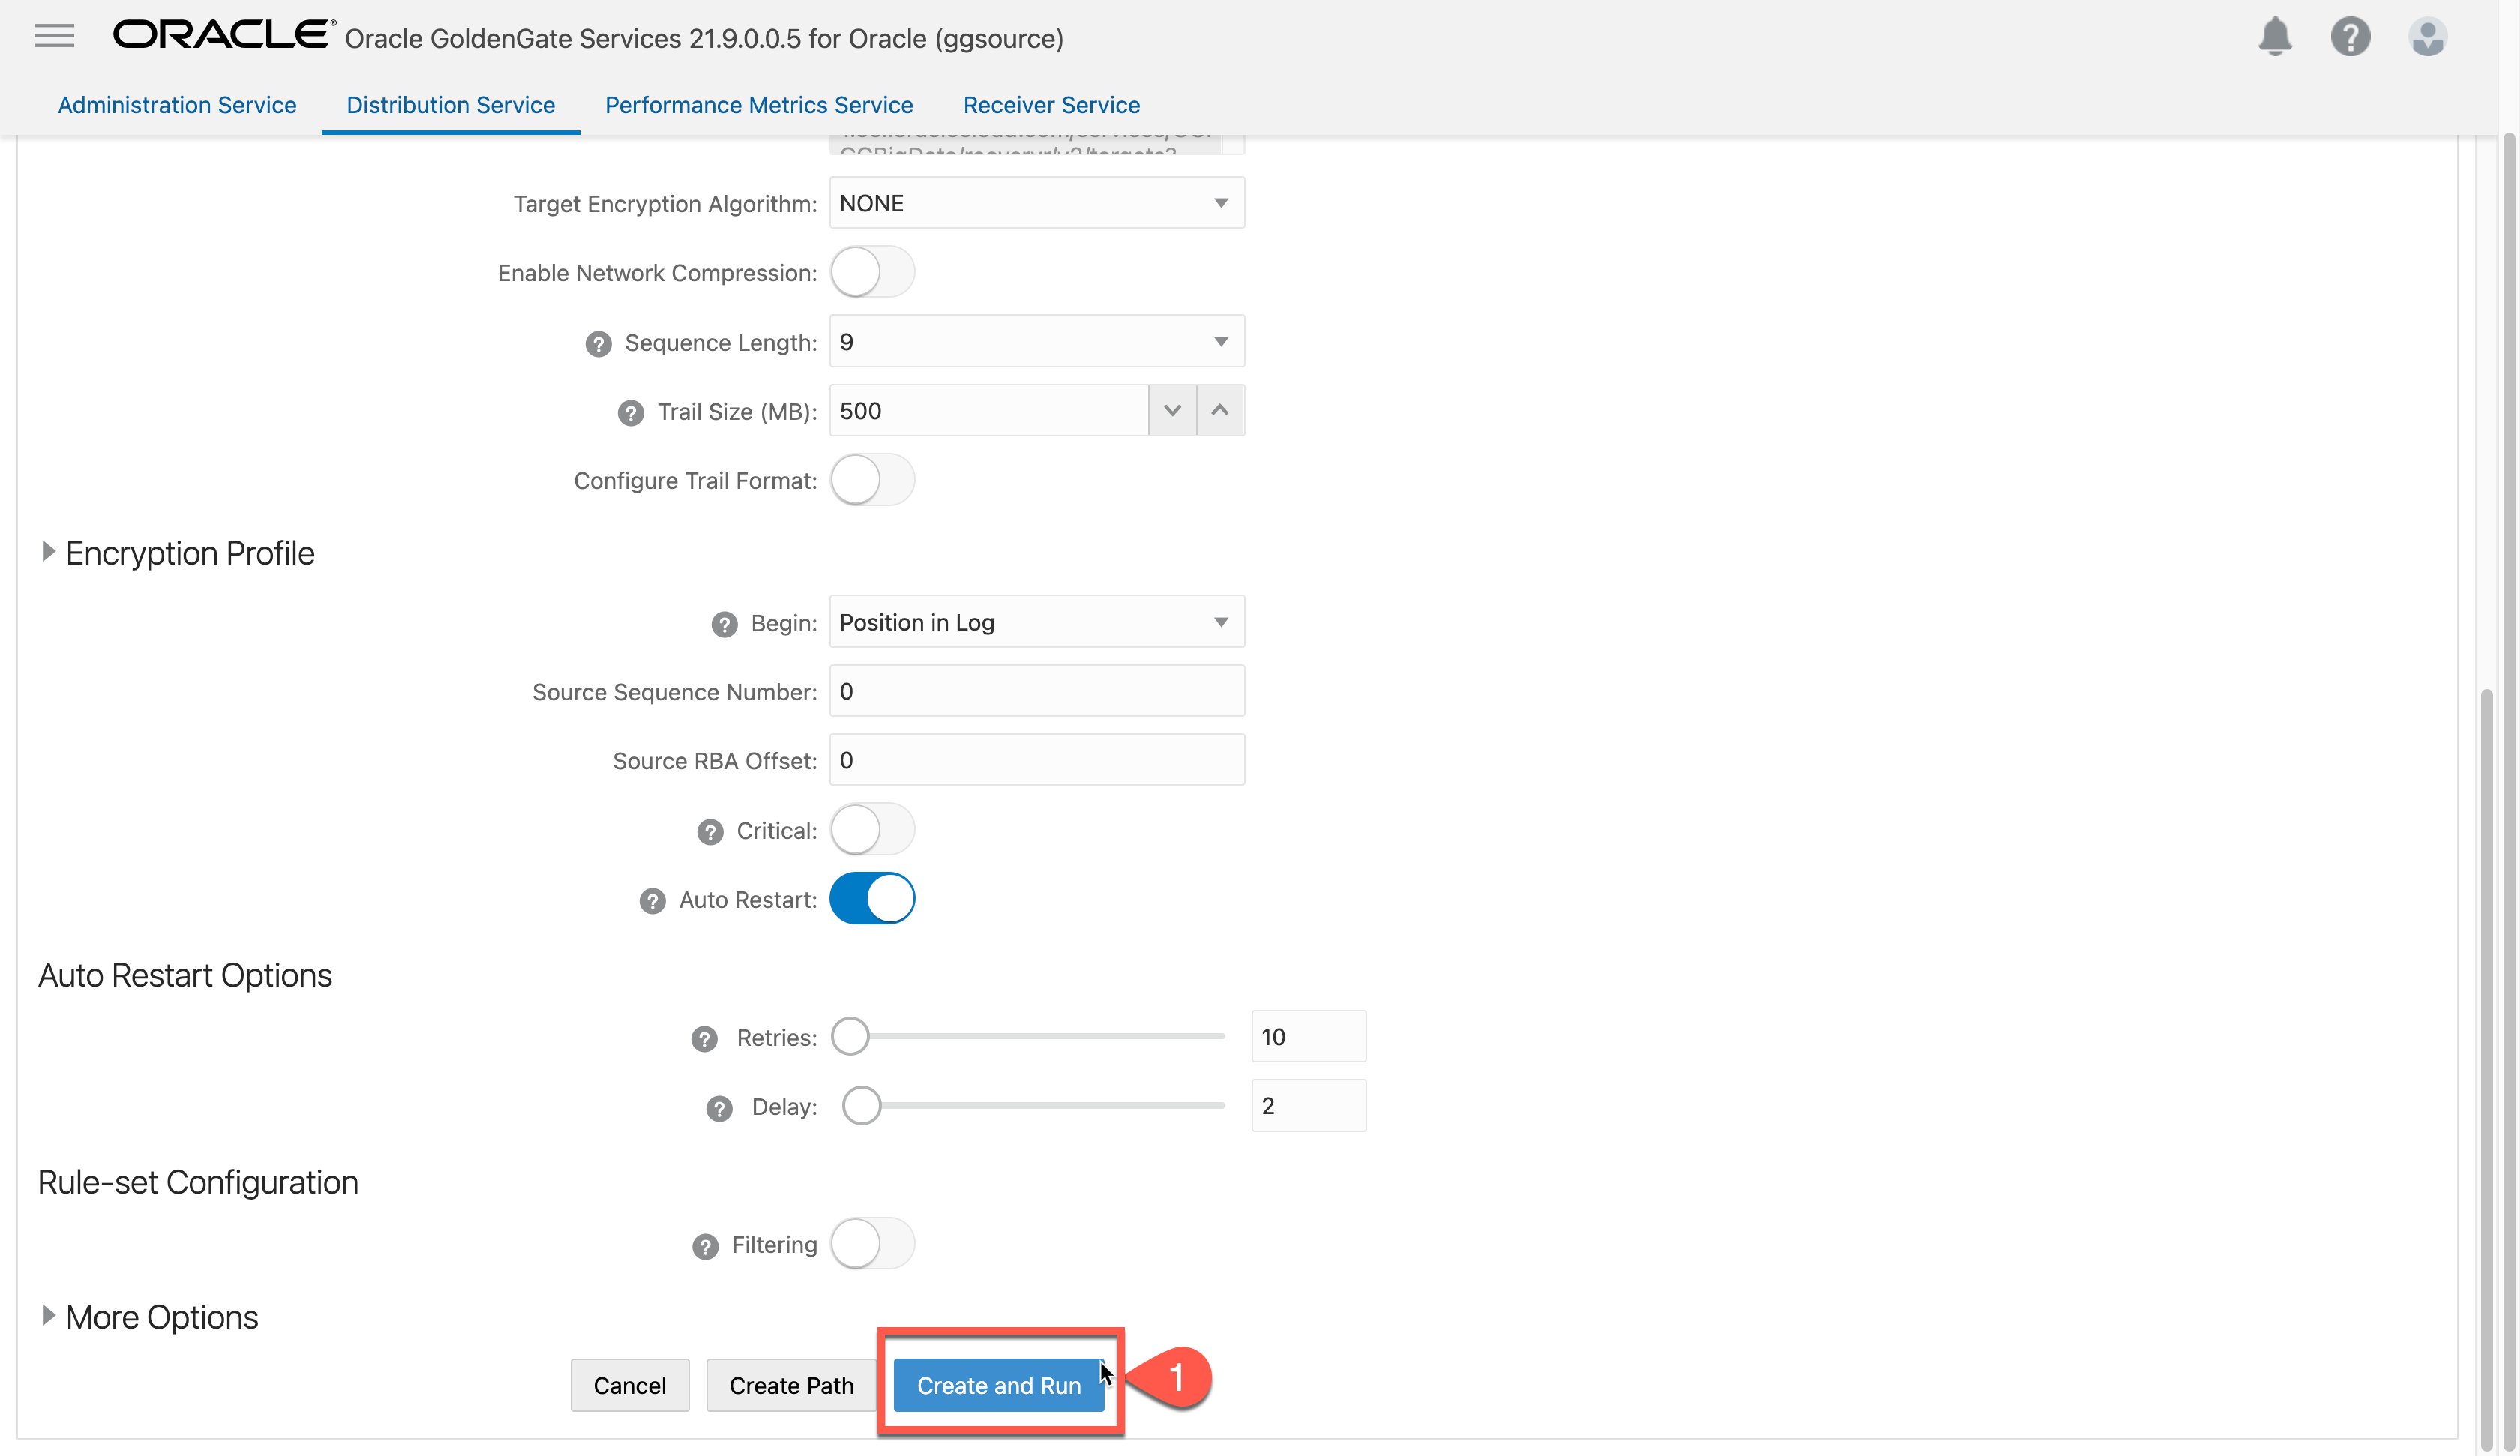 ORACLE® Oracle GoldenGate Services 21.9.0.0.5 for Oracle (ggsource)
Administration Service Distribution Service Performance Metrics Service Receiver Service
Target Encryption Algorithm: NONE
Enable Network Compression:
Sequence Length: 9
Trail Size (MB): 500
Configure Trail Format:
Encryption Profile
Begin: Position in Log
Source Sequence Number: 0
Source RBA Offset: 0
Critical:
Auto Restart:
Auto Restart Options
Retries: 10
Delay: 2
Rule-set Configuration
Filtering
More Options
Cancel Create Path Create and Run 1